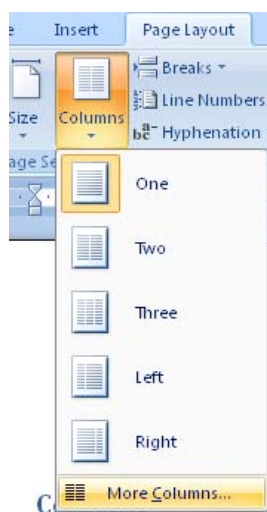 Insert Page Layout
Breaks
Size Columns Line Numbers
Hyphenation
One
Two
Three
Left
Right
More Columns...